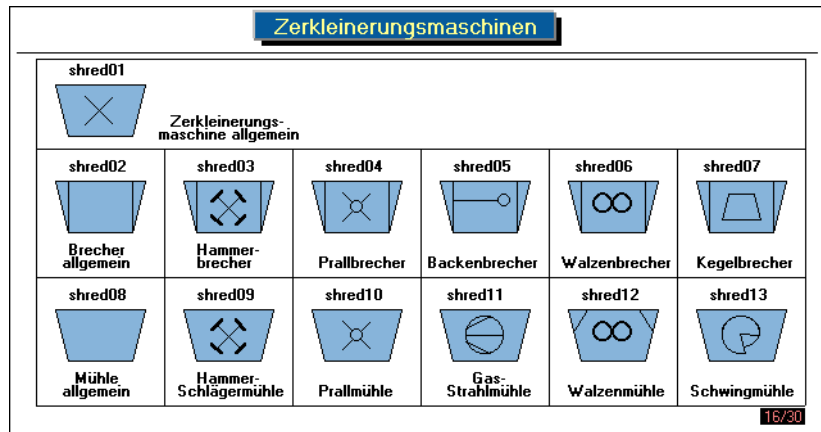 Zerkleinerungsmaschinen
shred01
Zerkleinerungs-
maschine allgemein
shred02
shred03
shred04
shred05
shred06
shred07
Brecher
allgemein
Hammer-
brecher
Prallbrecher
Backenbrecher
Walzenbrecher
Kegelbrecher
shred08
shred09
shred10
shred11
shred12
shred13
Mühle
allgemein
Hammer-
Schlägermühle
Prallmühle
Gas-
Strahlmühle
Walzenmühle
Schwingmühle
16/30